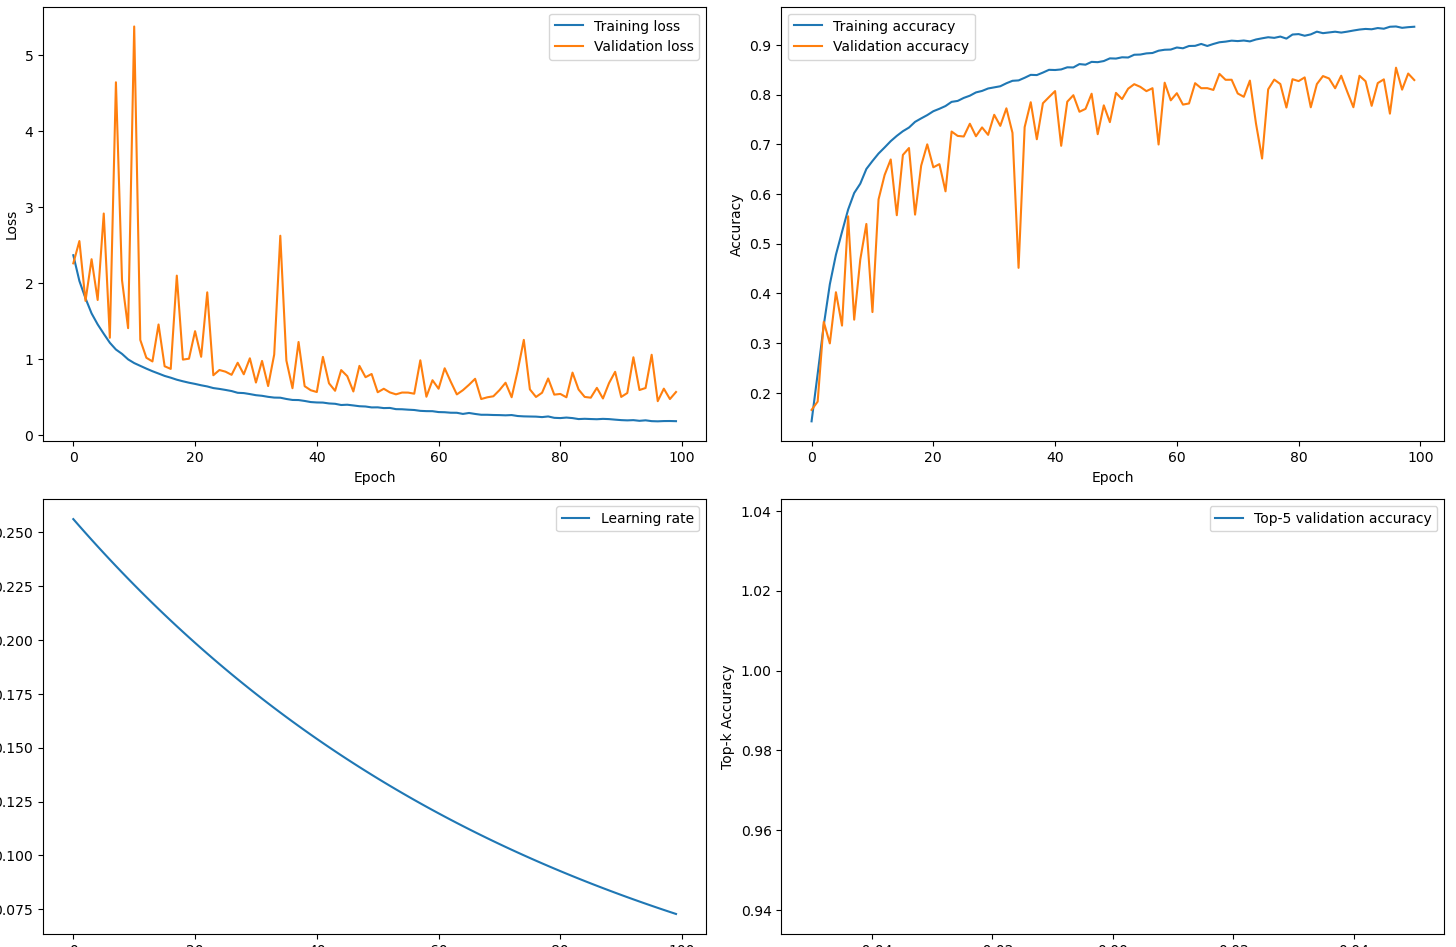 Training loss
Validation loss
5
4
3
2
1
0
Loss
0 20 40 60 80 100
Epoch
Training accuracy
Validation accuracy
0.9
0.8
0.7
0.6
0.5
0.4
0.3
0.2
Accuracy
0 20 40 60 80 100
Epoch
Learning rate
0.250
0.225
0.200
0.175
0.150
0.125
0.100
0.075
Top-5 validation accuracy
1.04
1.02
1.00
0.98
0.96
0.94
Top-k Accuracy